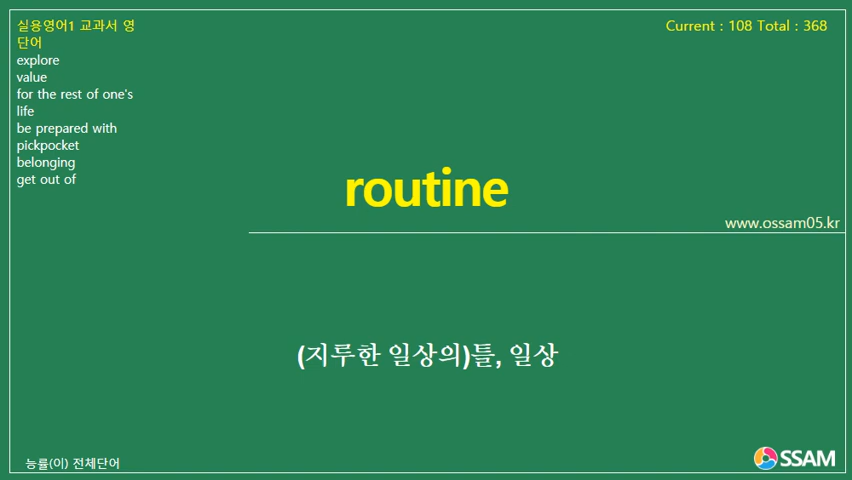 실용영어1 교과서 영
단어
explore
value
for the rest of one's
life
be prepared with
pickpocket
belonging
get out of
Current : 108 Total : 368
routine
www.ossam05.kr
(지루한 일상의)틀, 일상
능률(이) 전체단어
OSSAM